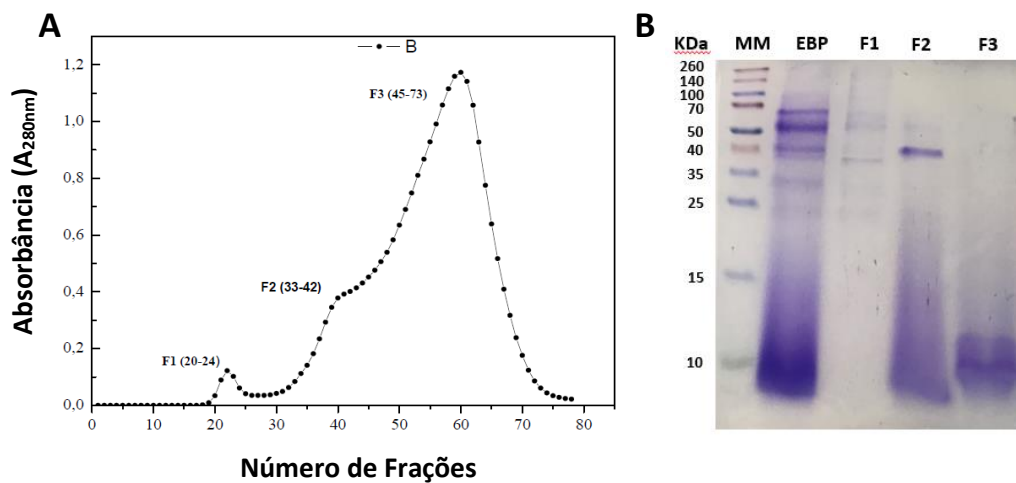 A
B
F3 (45-73)
F2 (33-42)
F1 (20-24)
1,2
1,0
0,8
0,6
0,4
0,2
0,0
0 10 20 30 40 50 60 70 80
Absorbância (A280nm)
Número de Frações
B
KDa MM EBP F1 F2 F3
260
140
100
70
50
40
35
25
15
10